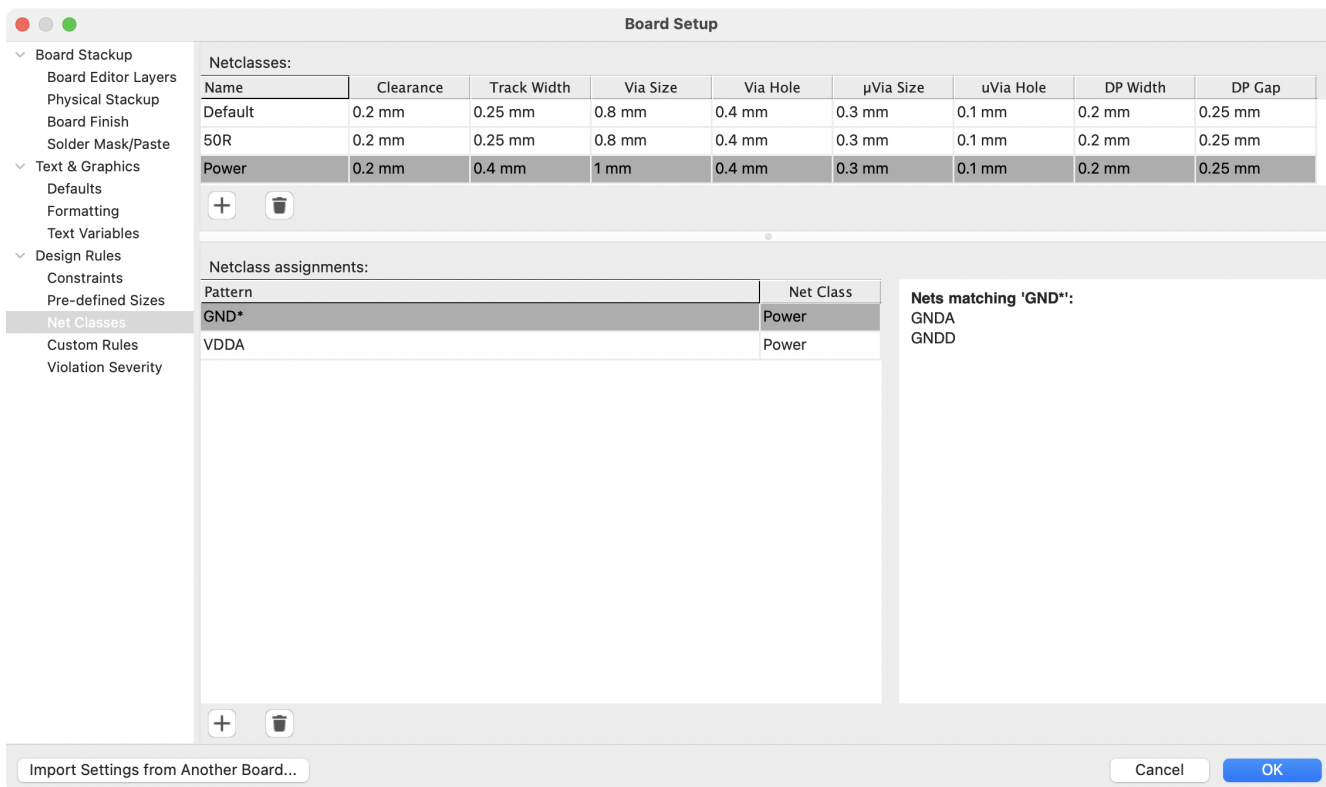 Board Setup
Board Stackup
Board Editor Layers
Physical Stackup
Board Finish
Solder Mask/Paste
Text & Graphics
Defaults
Formatting
Text Variables
Design Rules
Constraints
Pre-defined Sizes
Net Classes
Custom Rules
Violation Severity
Netclasses:
Name Clearance Track Width Via Size Via Hole µVia Size uVia Hole DP Width DP Gap
Default 0.2 mm 0.25 mm 0.8 mm 0.4 mm 0.3 mm 0.1 mm 0.2 mm 0.25 mm
50R 0.2 mm 0.25 mm 0.8 mm 0.4 mm 0.3 mm 0.1 mm 0.2 mm 0.25 mm
Power 0.2 mm 0.4 mm 1 mm 0.4 mm 0.3 mm 0.1 mm 0.2 mm 0.25 mm
Netclass assignments:
Pattern Net Class
GND* Power
VDDA Power
Nets matching 'GND*':
GNDA
GNDD
Import Settings from Another Board...
Cancel
OK